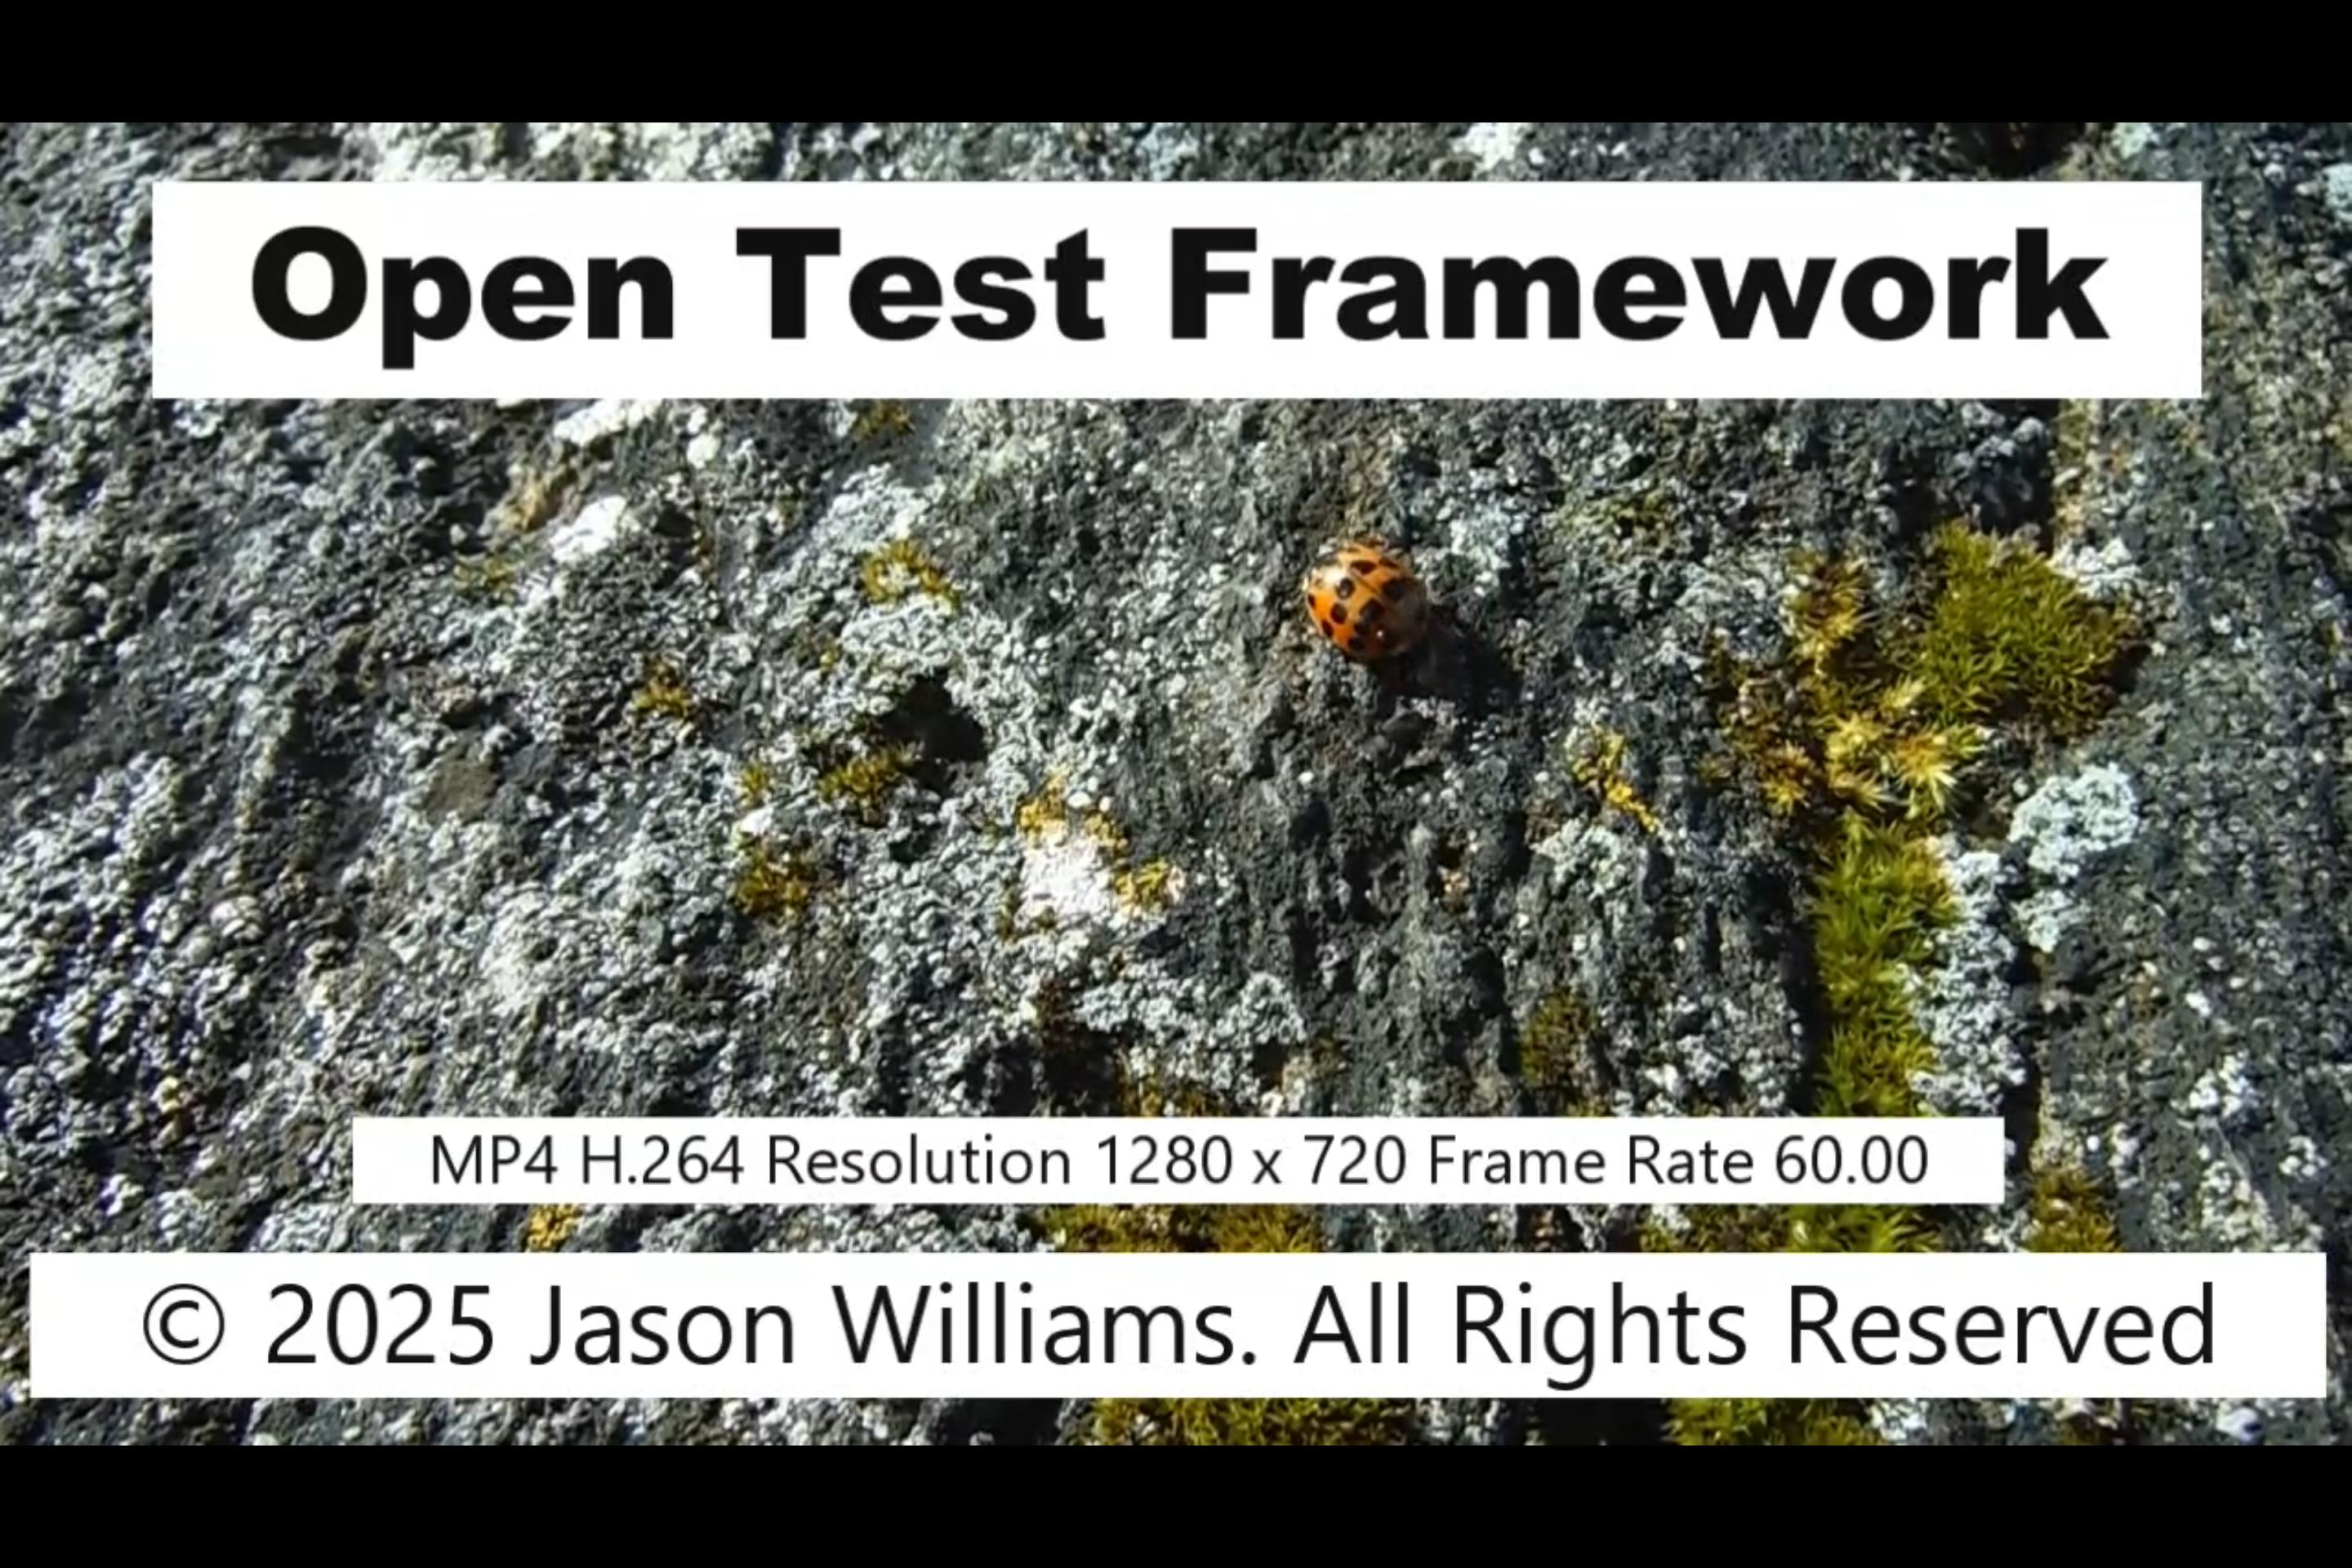 Open Test Framework
MP4 H.264 Resolution 1280 x 720 Frame Rate 60.00
© 2025 Jason Williams. All Rights Reserved